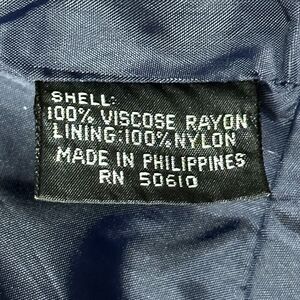 SHELL:
100% VISCOSE RAYON
LINING:100%NYLON
MADE IN PHILIPPINES
RN 50610